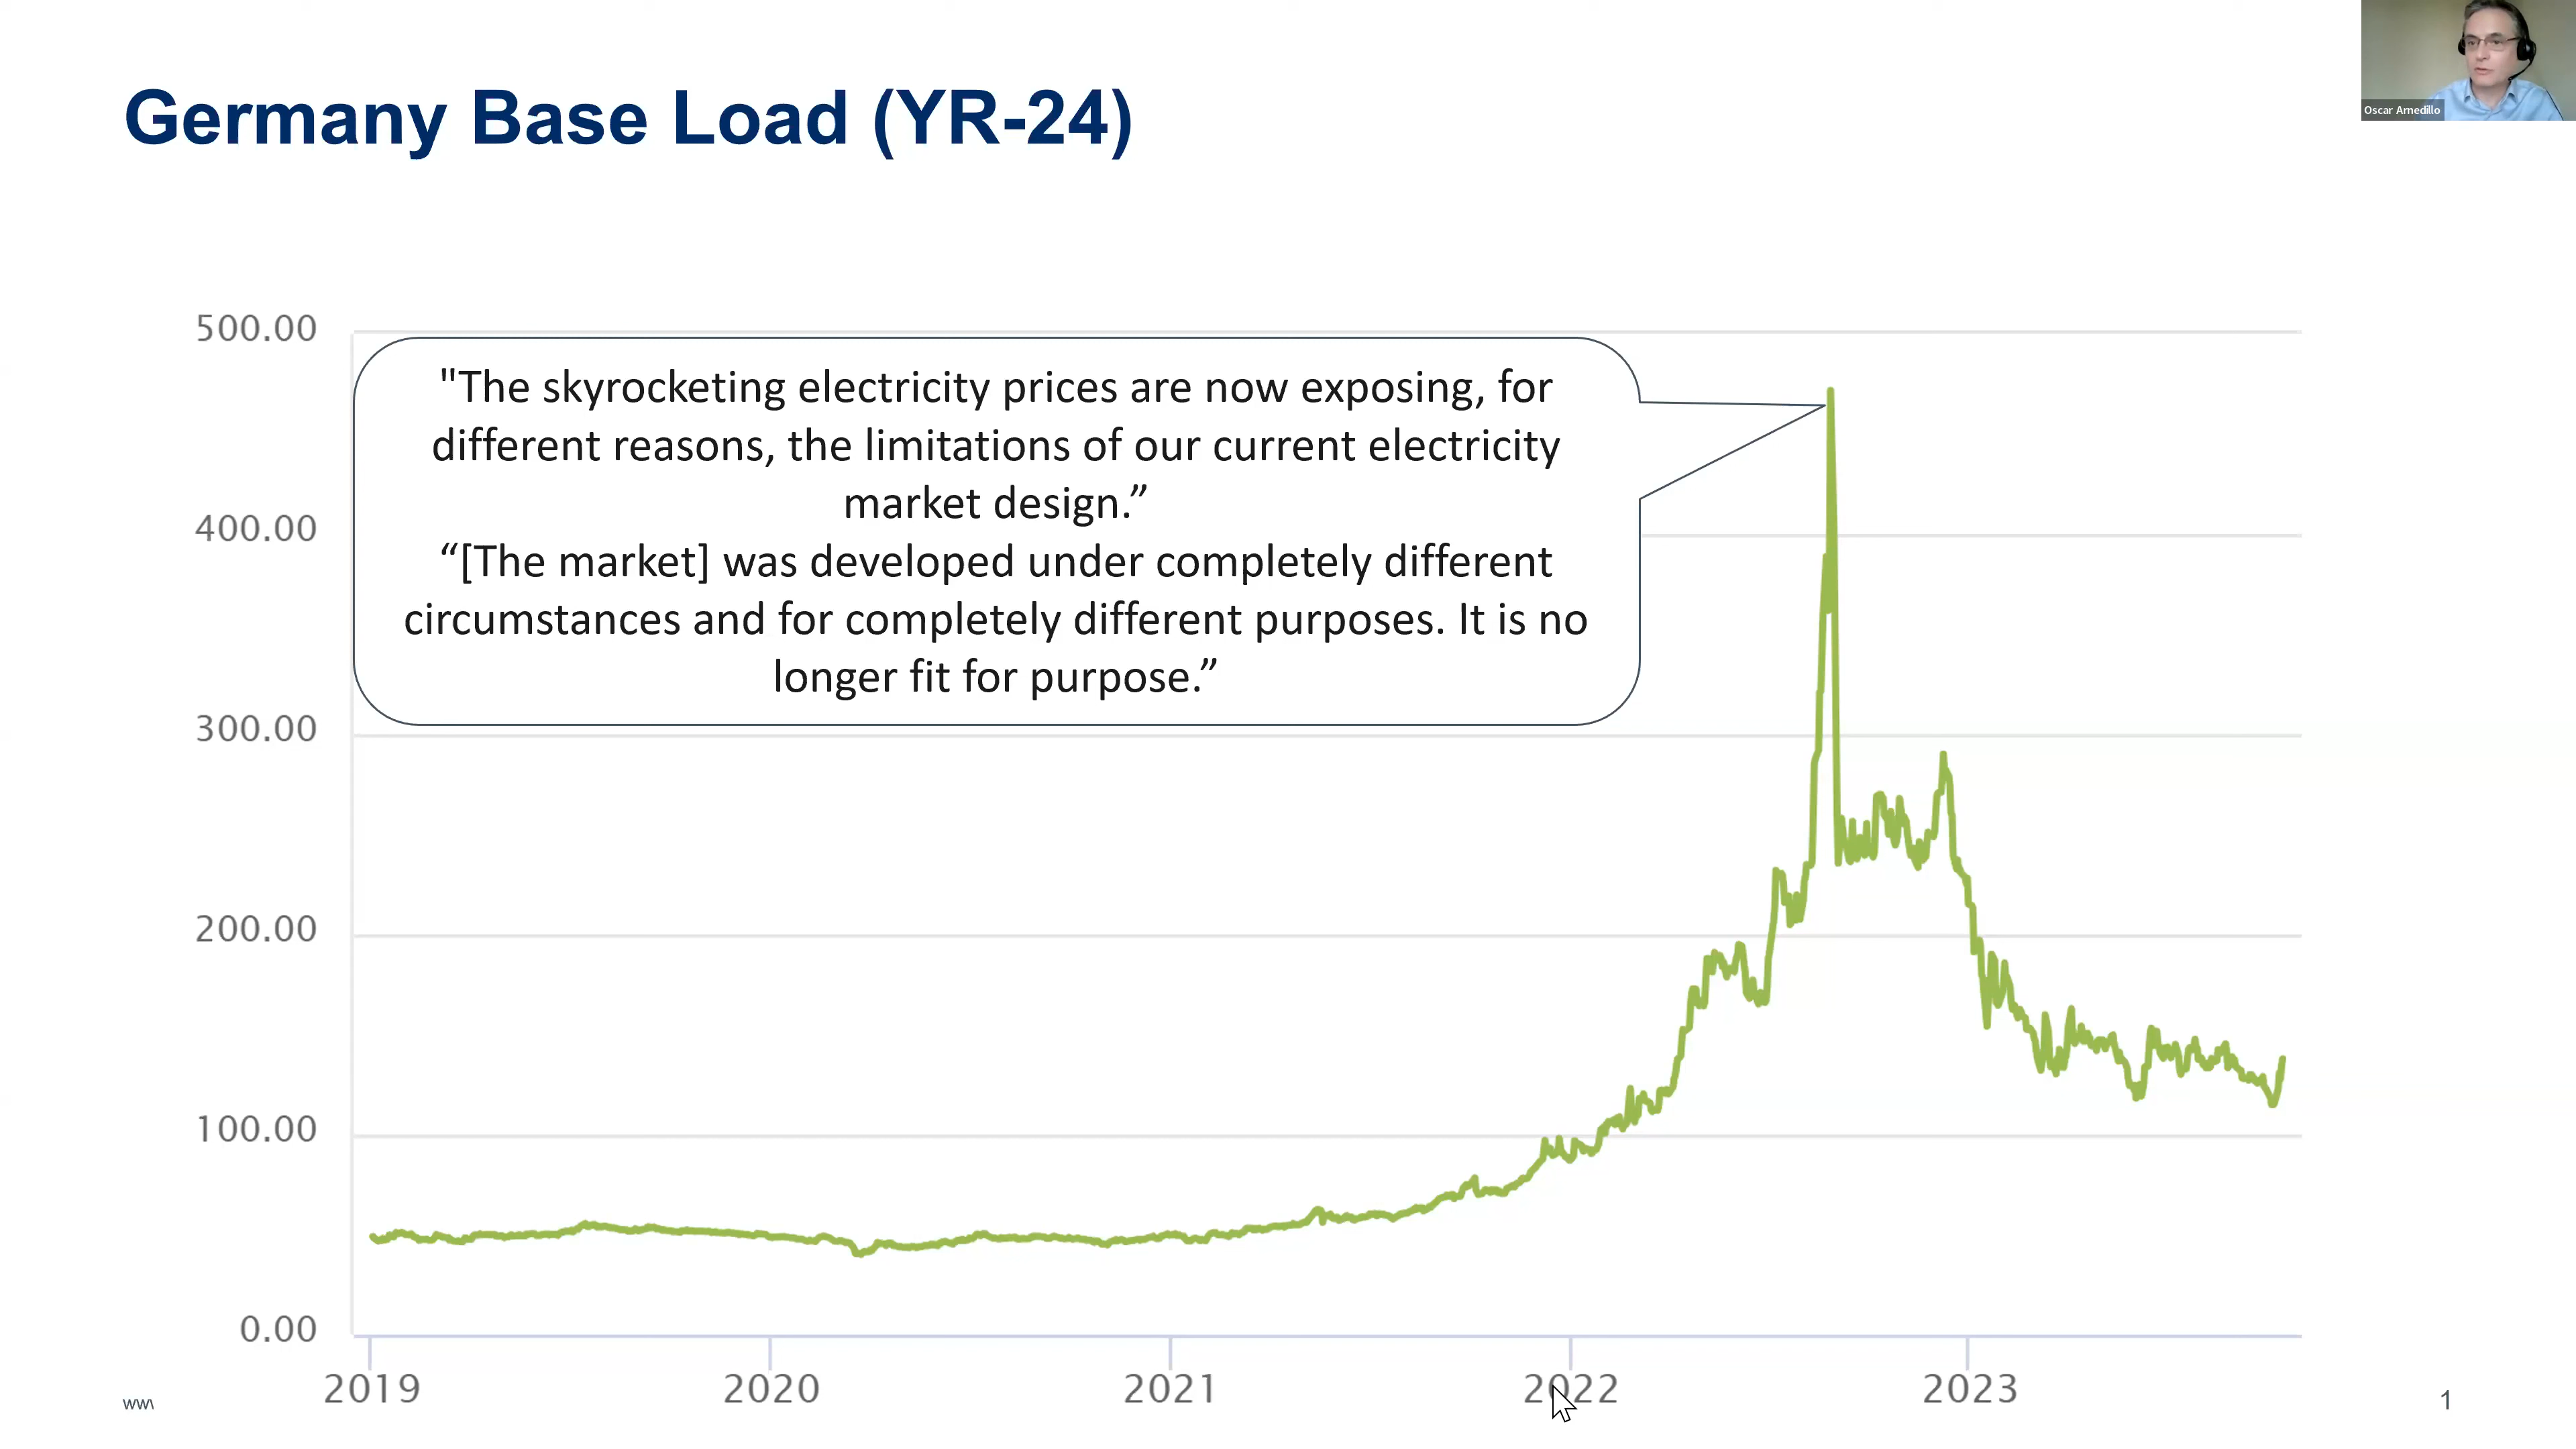 Germany Base Load (YR-24)
Oscar Arnedillo
500.00
"The skyrocketing electricity prices are now exposing, for
different reasons, the limitations of our current electricity
market design.”
“[The market] was developed under completely different
circumstances and for completely different purposes. It is no
longer fit for purpose.”
400.00
300.00
200.00
100.00
0.00
2019 2020 2021 2022 2023
1